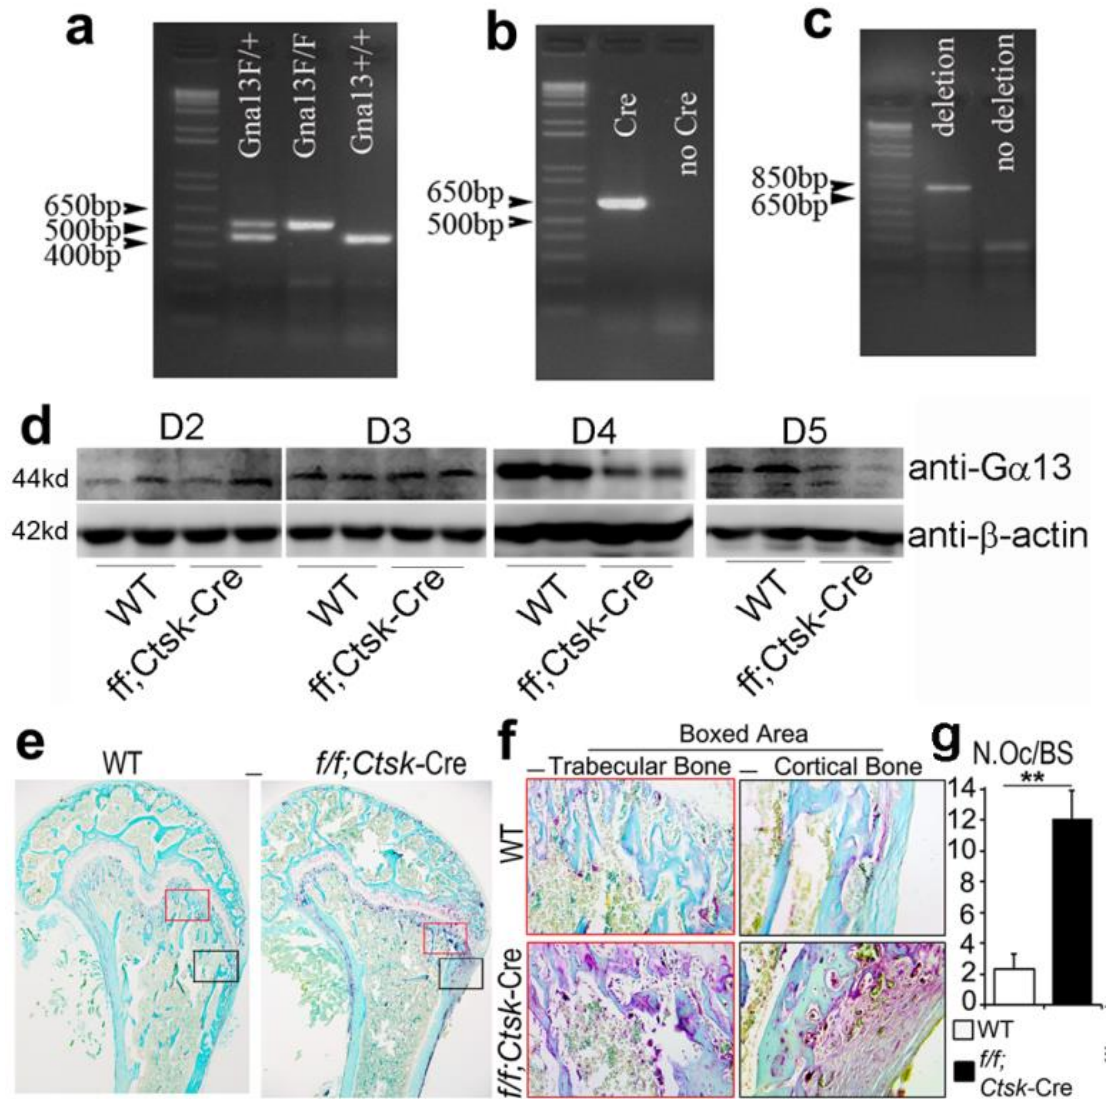 a
Gna13F/+
Gna13F/F
Gna13+/+
650bp
500bp
400bp
b
Cre
no Cre
650bp
500bp
c
deletion
no deletion
850bp
650bp
d
D2
D3
D4
D5
44kd
anti-Gα13
42kd
anti-β-actin
WT
ff;Ctsk-Cre
WT
ff;Ctsk-Cre
WT
ff;Ctsk-Cre
WT
ff;Ctsk-Cre
e
WT
f/f;Ctsk-Cre
f
Boxed Area
Trabecular Bone
Cortical Bone
WT
f/f;Ctsk-Cre
g
N.Oc/BS
**
14
12
10
8
6
4
2
0
WT
f/f;
Ctsk-Cre